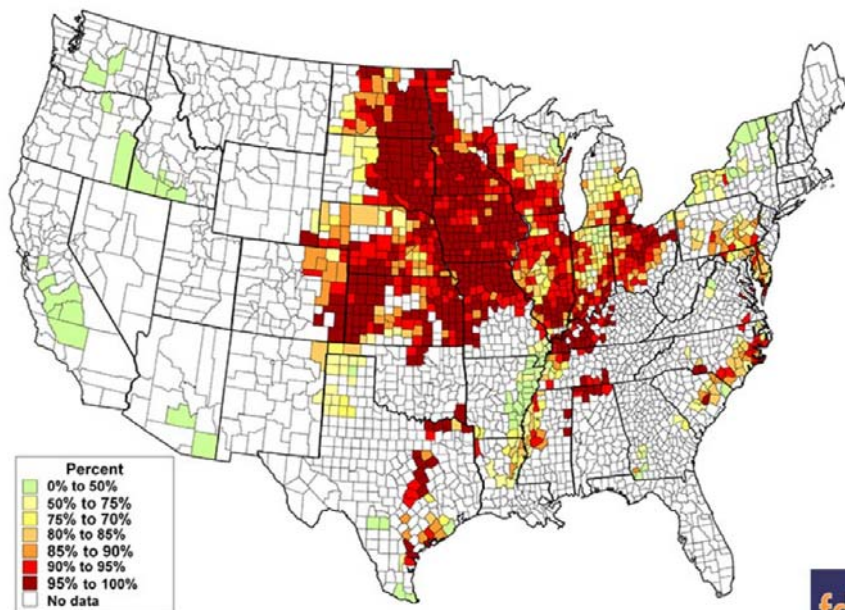 Percent
0% to 50%
50% to 75%
75% to 70%
80% to 85%
85% to 90%
90% to 95%
95% to 100%
No data